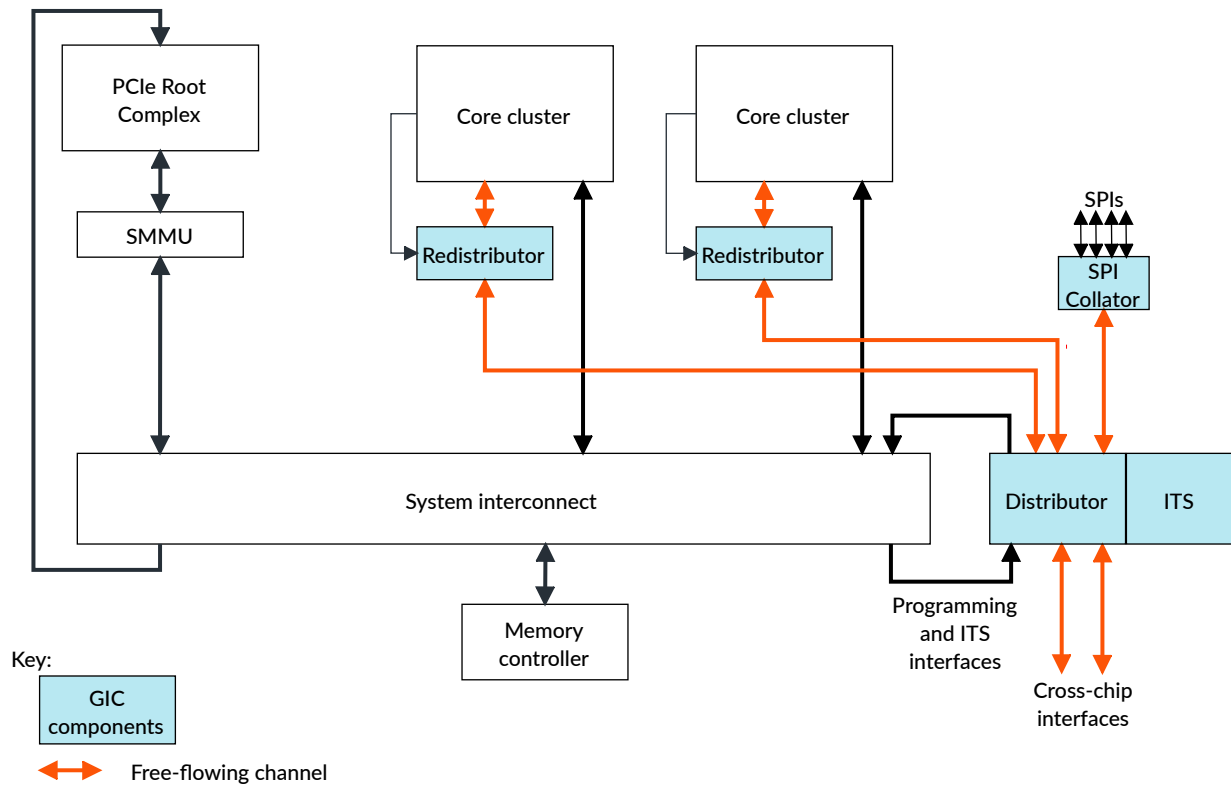 PCIe Root
Complex
Core cluster
Core cluster
SPIs
SMMU
Redistributor
Redistributor
SPI
Collator
System interconnect
Distributor
ITS
Programming
and ITS
interfaces
Memory
controller
Cross-chip
interfaces
Key:
GIC
components
Free-flowing channel